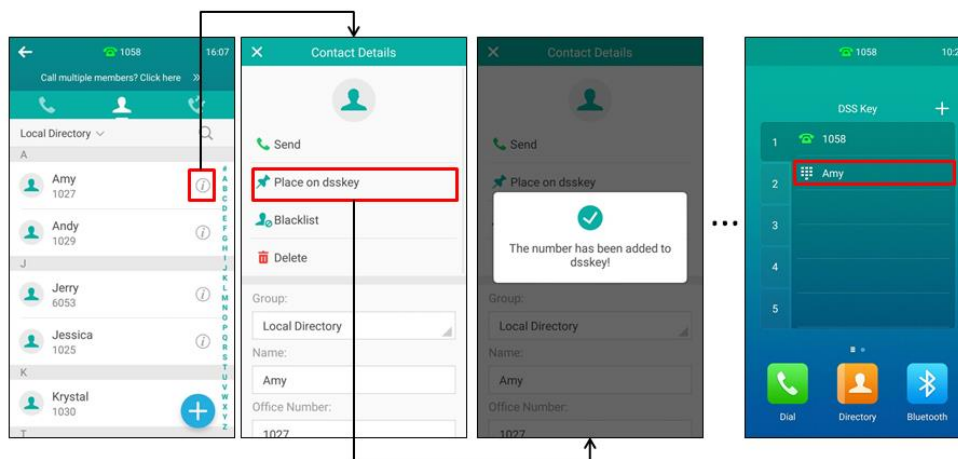 1058
16:07
Call multiple members? Click here »
Local Directory
A
Amy
1027
Andy
1029
J
Jerry
6053
Jessica
1025
K
Krystal
1030
T
#
A
B
C
D
E
F
G
H
I
J
K
L
M
N
O
P
Q
R
S
T
U
V
W
X
Y
Z
Contact Details
Send
Place on dsskey
Blacklist
Delete
Group:
Local Directory
Name:
Amy
Office Number:
1027
Contact Details
Send
Place on dsskey
The number has been added to
dsskey!
Group:
Local Directory
Name:
Amy
Office Number:
1027
...
1058
10:2
DSS Key
1 1058
2 Amy
3
4
5
Dial
Directory
Bluetooth